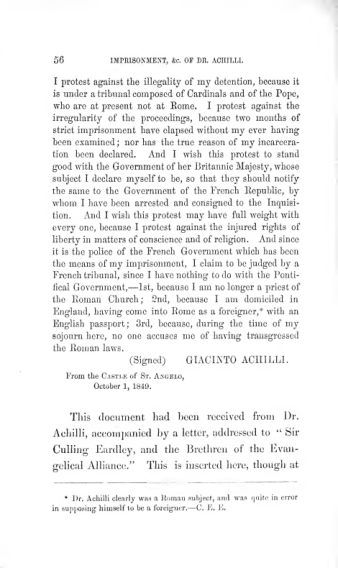 56 IMPRISONMENT, &c. OF DR. ACHILLI.
I protest against the illegality of my detention, because it
is under a tribunal composed of Cardinals and of the Pope,
who are at present not at Rome. I protest against the
irregularity of the proceedings, because two months of
strict imprisonment have elapsed without my ever having
been examined; nor has the true reason of my incarcera-
tion been declared. And I wish this protest to stand
good with the Government of her Britannic Majesty, whose
subject I declare myself to be, so that they should notify
the same to the Government of the French Republic, by
whom I have been arrested and consigned to the Inquisi-
tion. And I wish this protest may have full weight with
every one, because I protest against the injured rights of
liberty in matters of conscience and of religion. And since
it is the police of the French Government which has been
the means of my imprisonment, I claim to be judged by a
French tribunal, since I have nothing to do with the Ponti-
fical Government,—1st, because I am no longer a priest of
the Roman Church; 2nd, because I am domiciled in
England, having come into Rome as a foreigner,* with an
English passport; 3rd, because, during the time of my
sojourn here, no one accuses me of having transgressed
the Roman laws.
(Signed) GIACINTO ACHILLI.
From the CASTLE of ST. ANGELO,
October 1, 1849.
This document had been received from Dr.
Achilli, accompanied by a letter, addressed to " Sir
Culling Eardley, and the Brethren of the Evan-
gelical Alliance." This is inserted here, though at
* Dr. Achilli clearly was a Roman subject, and was quite in error
in supposing himself to be a foreigner.—C. E. E.